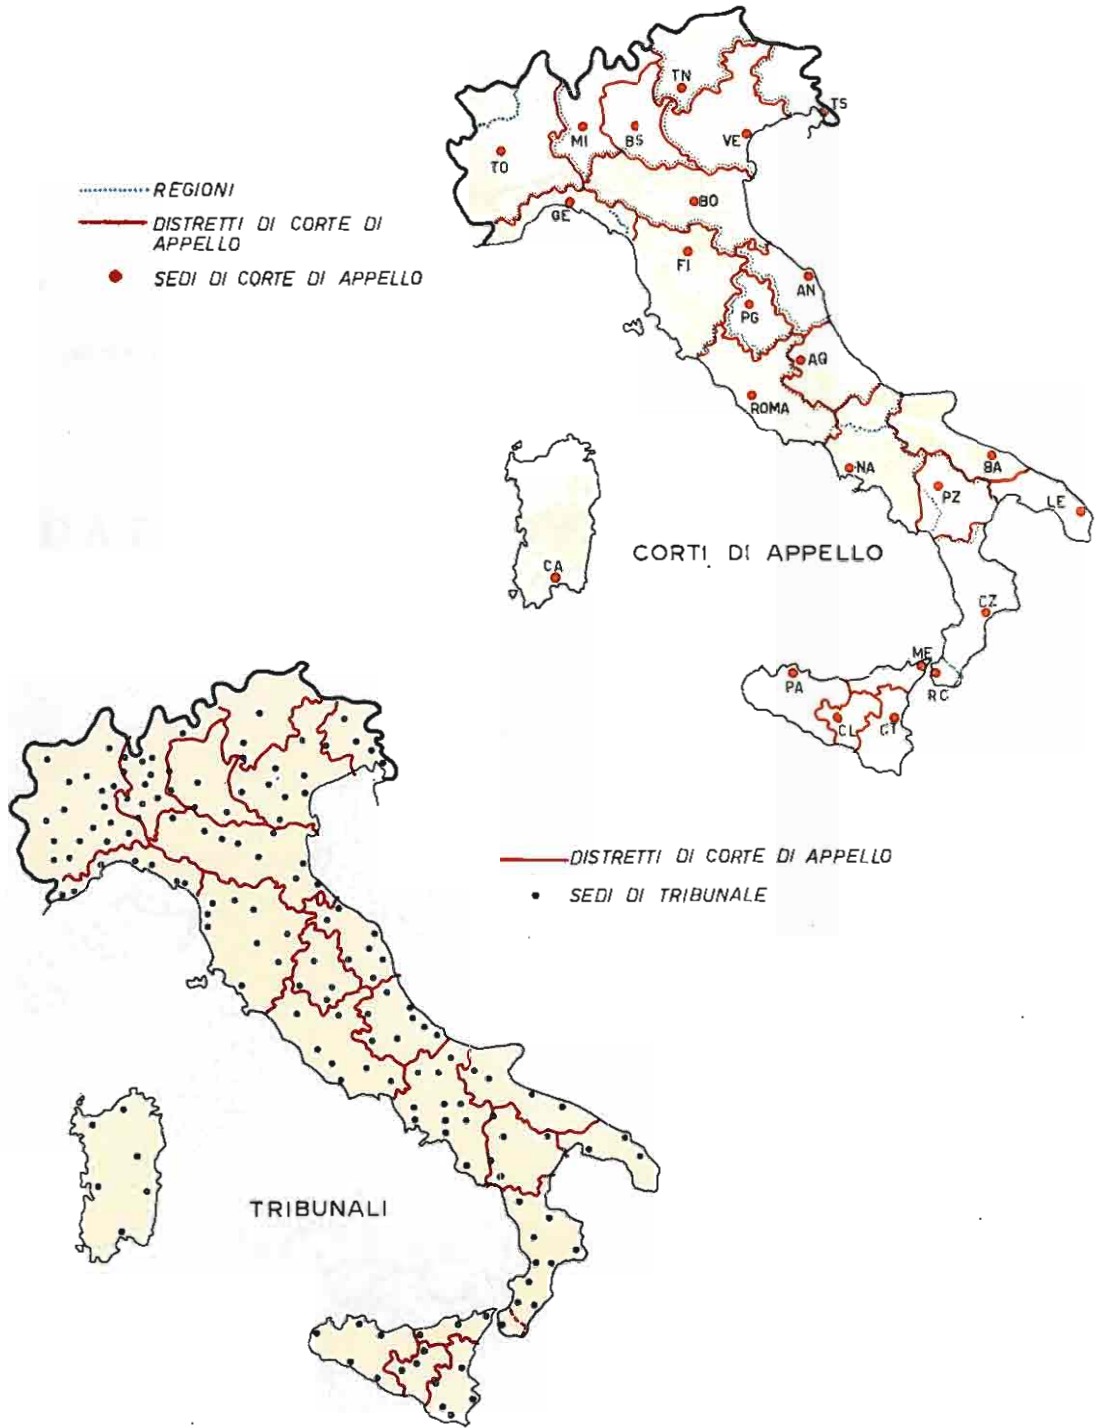 TN
TS
MI
BS
VE
TO
REGIONI
BO
GE
DISTRETTI DI CORTE DI
APPELLO
FI
SEDI DI CORTE DI APPELLO
AN
PG
AQ
ROMA
NA
BA
PZ
LE
CORTI DI APPELLO
CA
CZ
ME
PA
RC
CL
CT
DISTRETTI DI CORTE DI APPELLO
SEDI DI TRIBUNALE
TRIBUNALI